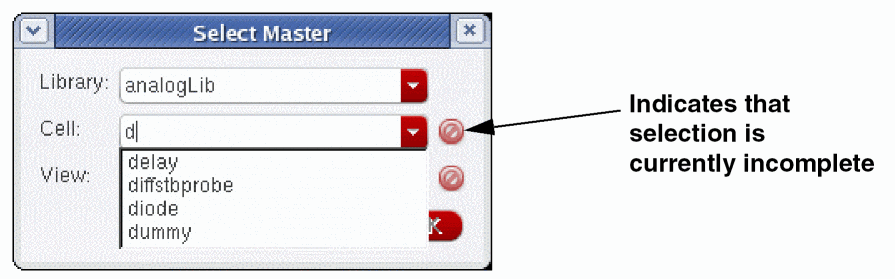 Select Master
Library: analogLib
Cell: d
Indicates that
selection is
currently incomplete
View:
delay
diffstbprobe
diode
dummy
K